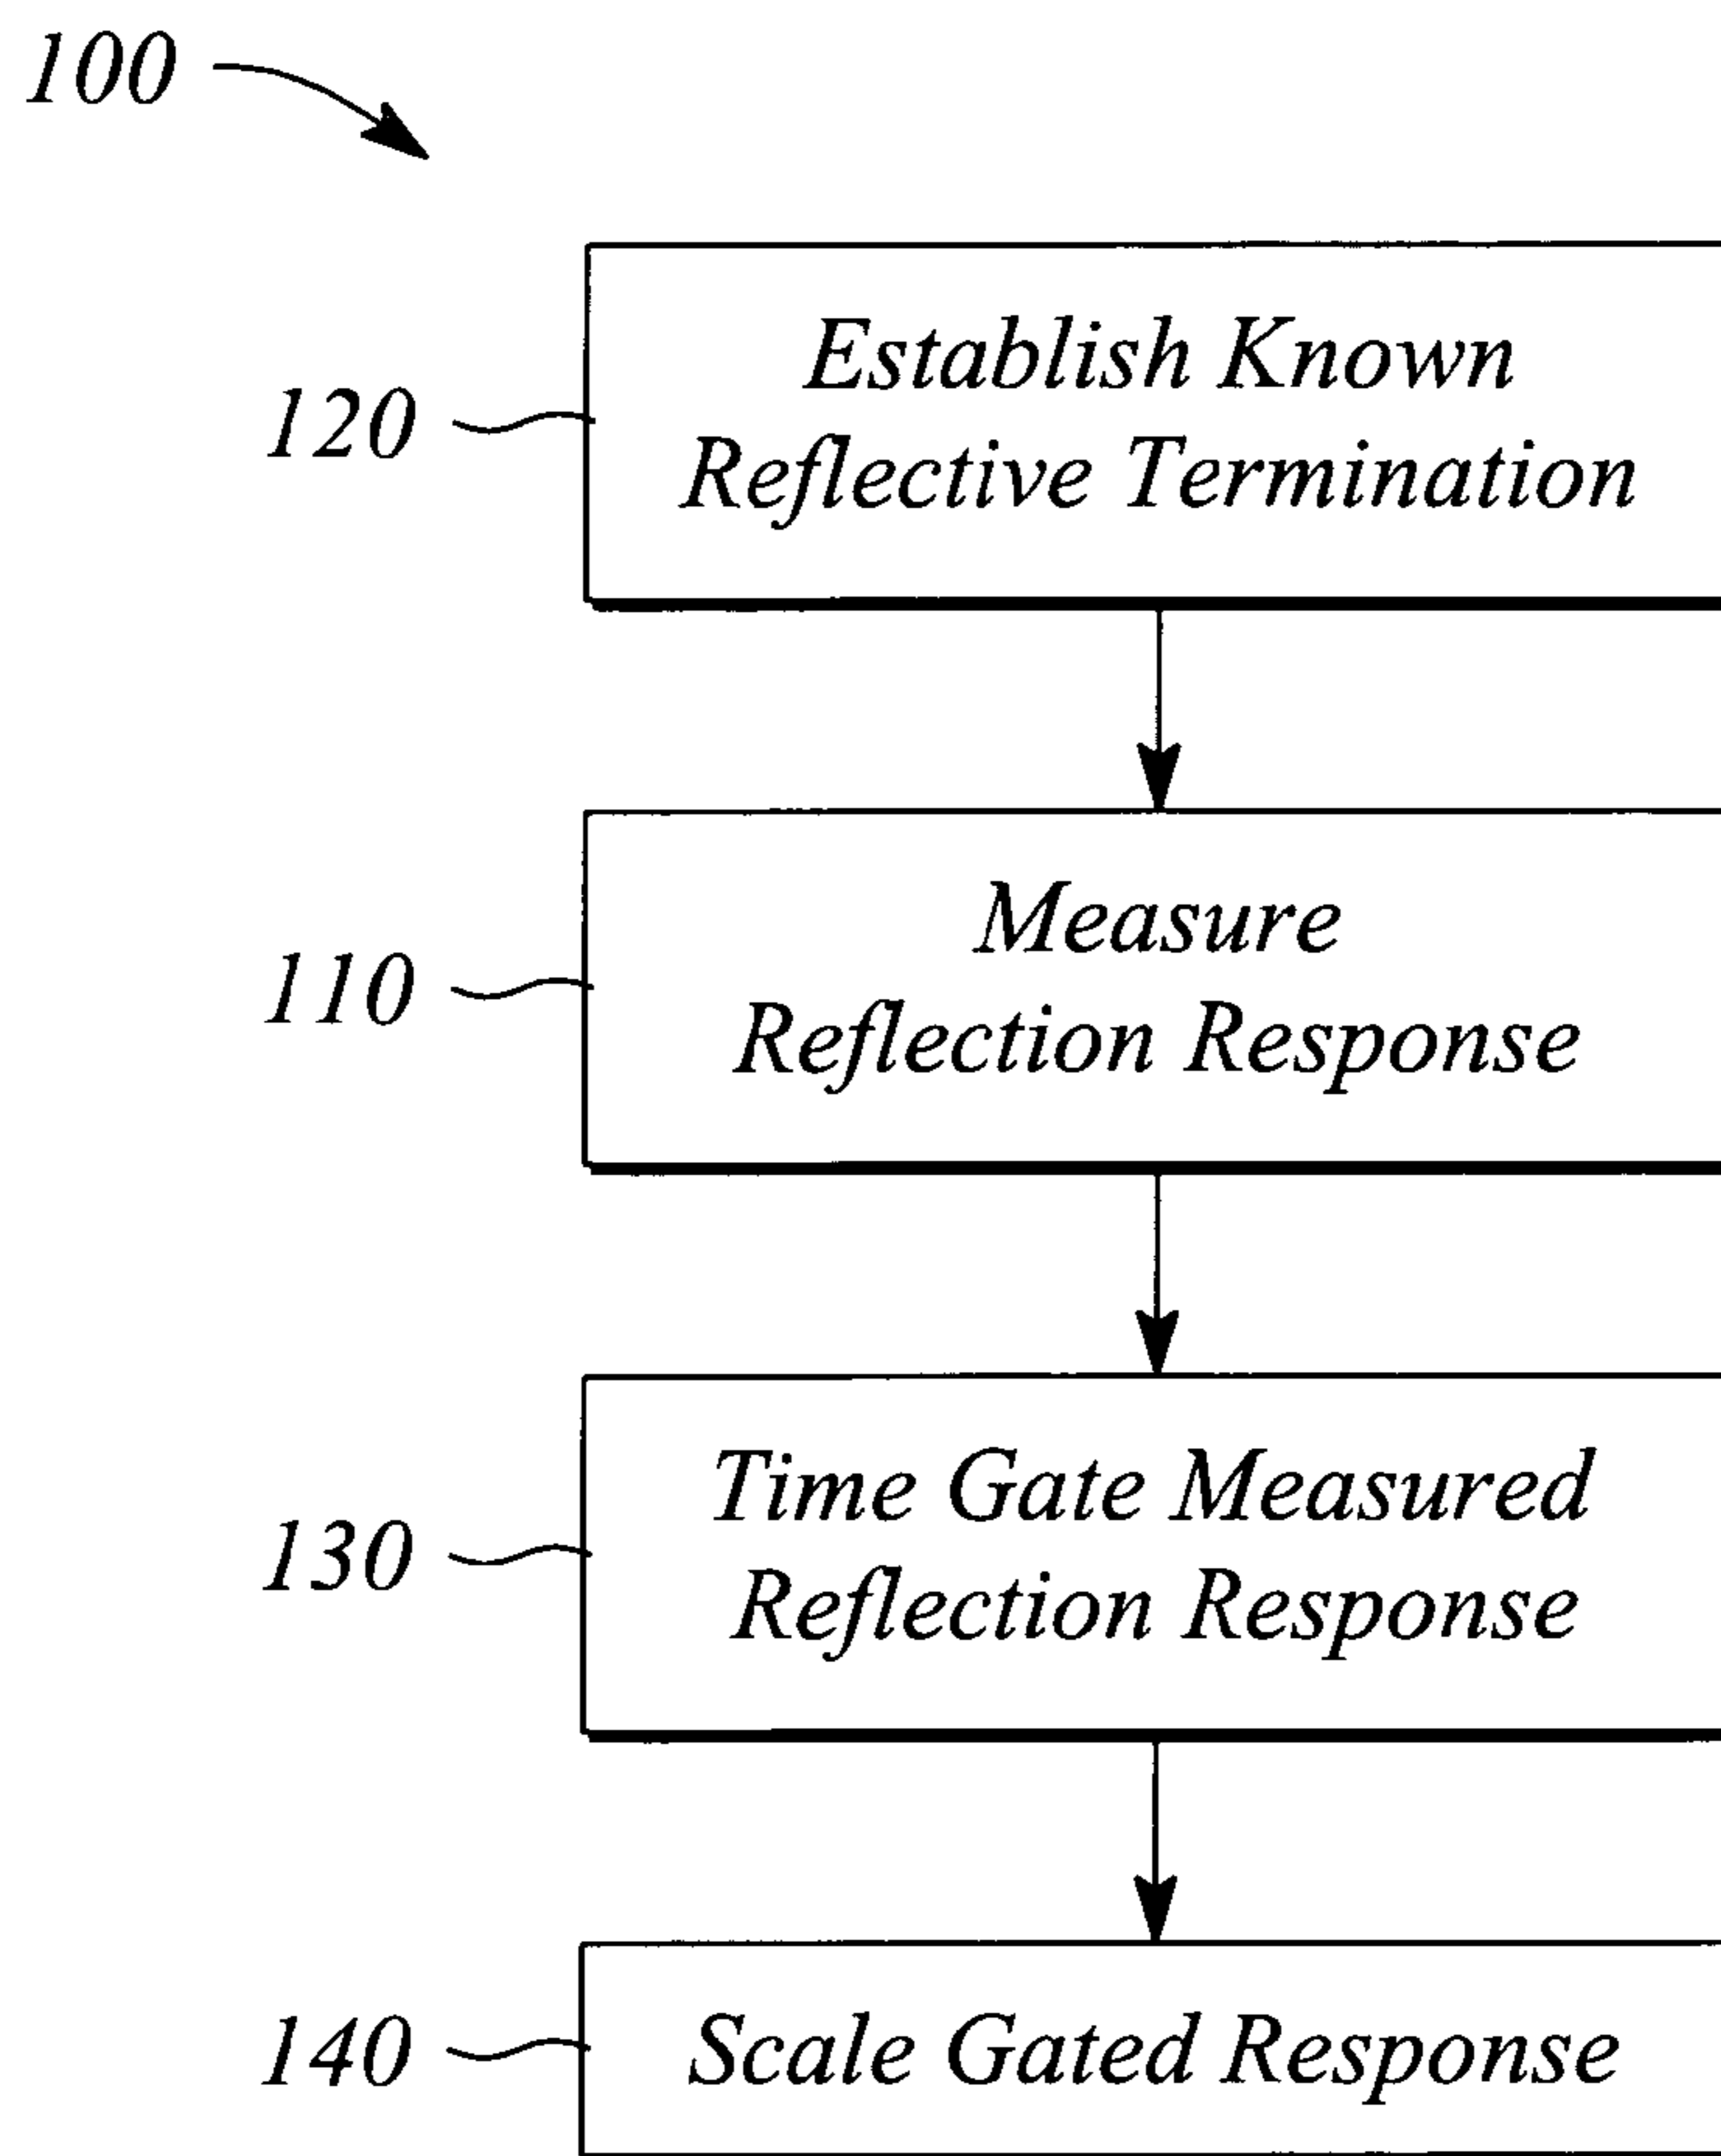 100
120
Establish Known
Reflective Termination
110
Measure
Reflection Response
130
Time Gate Measured
Reflection Response
140
Scale Gated Response